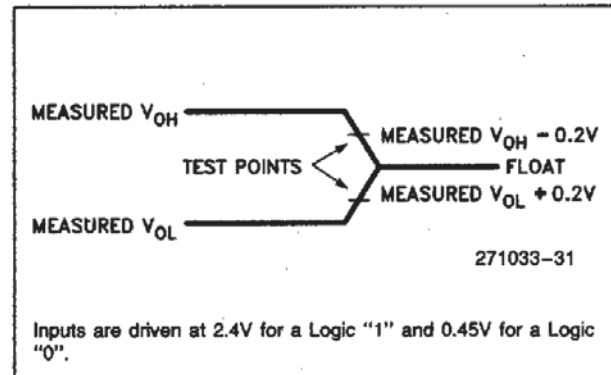 MEASURED VOH
MEASURED VOH – 0.2V
TEST POINTS
FLOAT
MEASURED VOL + 0.2V
MEASURED VOL
271033–31
Inputs are driven at 2.4V for a Logic "1" and 0.45V for a Logic
"0".